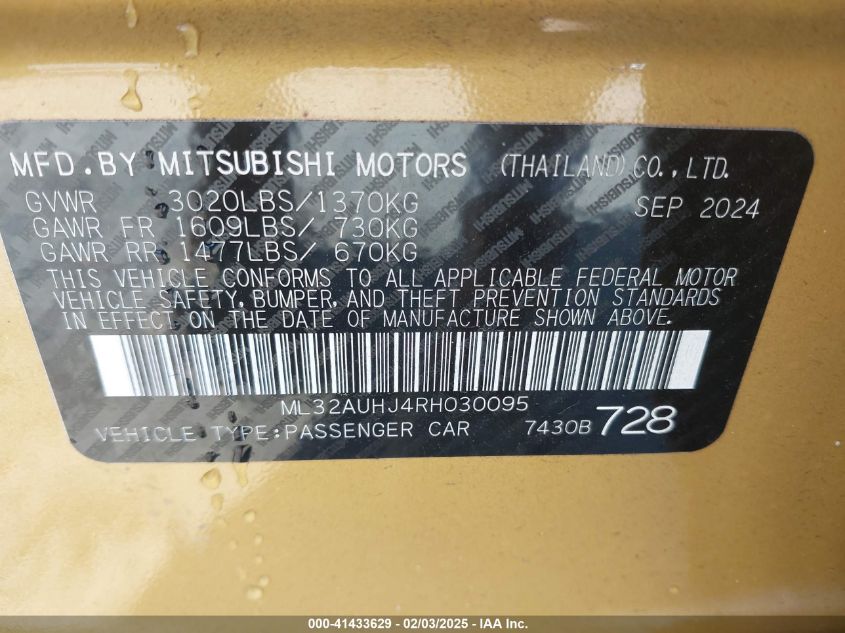 MFD.BY MITSUBISHI MOTORS (THAILAND)CO.,LTD.
GVWR 3020LBS/1370KG SEP 2024
GAWR FR 1609LBS/ 730KG
GAWR RR 1477LBS/ 670KG
THIS VEHICLE CONFORMS TO ALL APPLICABLE FEDERAL MOTOR
VEHICLE SAFETY, BUMPER, AND THEFT PREVENTION STANDARDS
IN EFFECT ON THE DATE OF MANUFACTURE SHOWN ABOVE.
ML32AUHJ4RH030095
VEHICLE TYPE:PASSENGER CAR 7430B 728
000-41433629 - 02/03/2025 - IAA Inc.